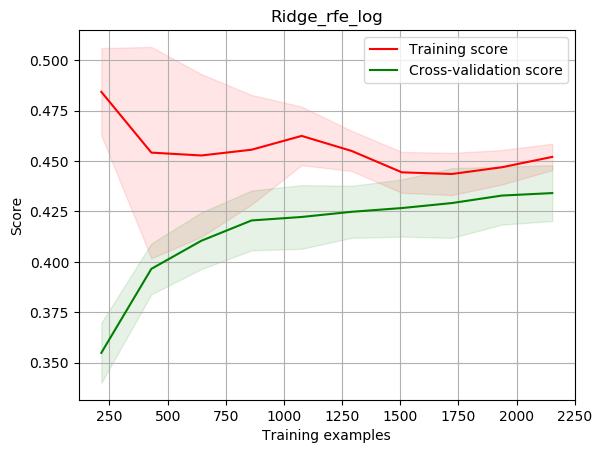 Ridge_rfe_log
Training score
Cross-validation score
0.500
0.475
0.450
0.425
0.400
0.375
0.350
Score
250 500 750 1000 1250 1500 1750 2000 2250
Training examples